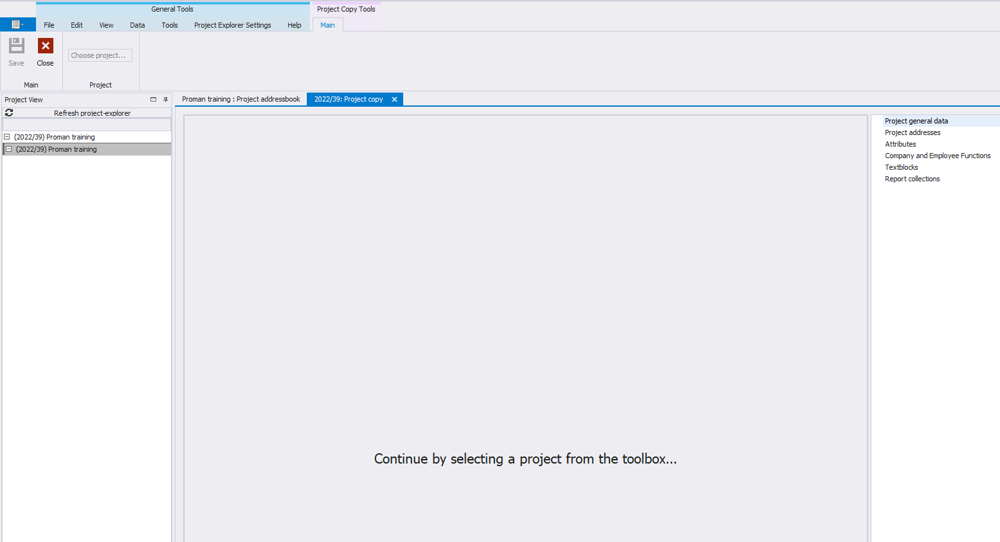 General Tools
Project Copy Tools
File Edit View Data Tools Project Explorer Settings Help Main
Save Close
Choose project...
Main
Project
Project View
Refresh project-explorer
(2022/39) Proman training
(2022/39) Proman training
Proman training : Project addressbook
2022/39: Project copy
Continue by selecting a project from the toolbox...
Project general data
Project addresses
Attributes
Company and Employee Functions
Textblocks
Report collections